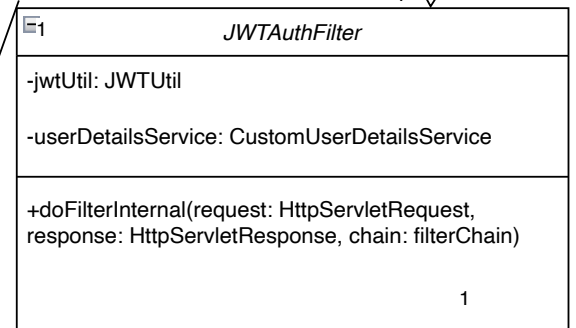 1
JWTAuthFilter
-jwtUtil: JWTUtil
-userDetailsService: CustomUserDetailsService
+doFilterInternal(request: HttpServletRequest,
response: HttpServletResponse, chain: filterChain)
1